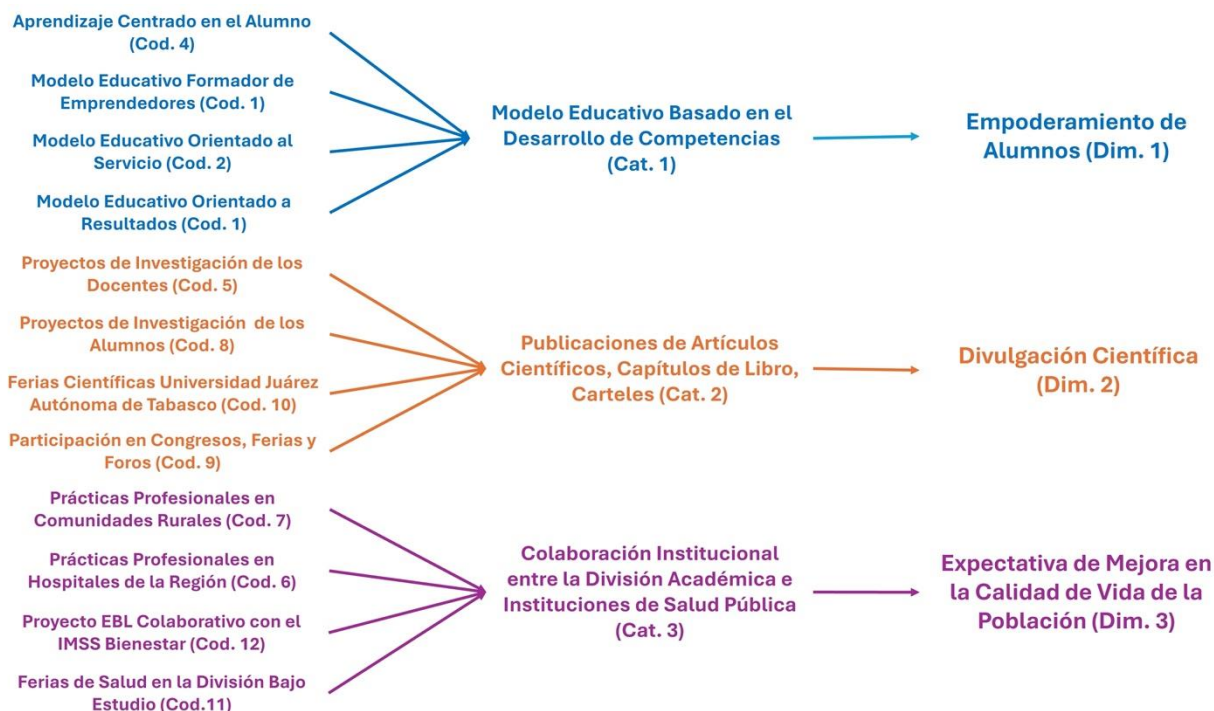 Aprendizaje Centrado en el Alumno
(Cod. 4)
Modelo Educativo Formador de
Emprendedores (Cod. 1)
Modelo Educativo Orientado al
Servicio (Cod. 2)
Modelo Educativo Orientado a
Resultados (Cod. 1)
Modelo Educativo Basado en el
Desarrollo de Competencias
(Cat. 1)
Empoderamiento de
Alumnos (Dim. 1)
Proyectos de Investigación de los
Docentes (Cod. 5)
Proyectos de Investigación  de los
Alumnos (Cod. 8)
Ferias Científicas Universidad Juárez
Autónoma de Tabasco (Cod. 10)
Participación en Congresos, Ferias y
Foros (Cod. 9)
Publicaciones de Artículos
Científicos, Capítulos de Libro,
Carteles (Cat. 2)
Divulgación Científica
(Dim. 2)
Prácticas Profesionales en
Comunidades Rurales (Cod. 7)
Prácticas Profesionales en
Hospitales de la Región (Cod. 6)
Proyecto EBL Colaborativo con el
IMSS Bienestar (Cod. 12)
Ferias de Salud en la División Bajo
Estudio (Cod.11)
Colaboración Institucional
entre la División Académica e
Instituciones de Salud Pública
(Cat. 3)
Expectativa de Mejora en
la Calidad de Vida de la
Población (Dim. 3)